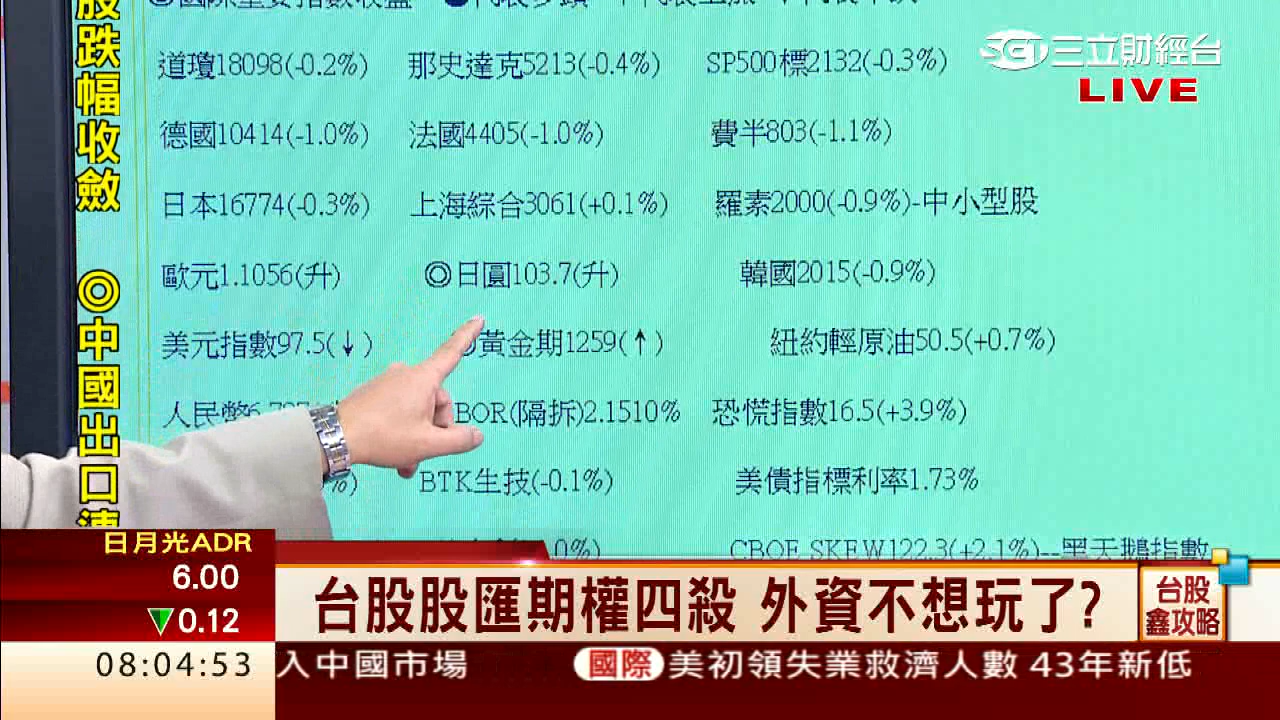 股跌幅收斂 ◎中國出口
道瓊18098(-0.2%) 那史達克5213(-0.4%) SP500標2132(-0.3%)
德國10414(-1.0%) 法國4405(-1.0%) 費半803(-1.1%)
日本16774(-0.3%) 上海綜合3061(+0.1%) 羅素2000(-0.9%)-中小型股
歐元1.1056(升) ◎日圓103.7(升) 韓國2015(-0.9%)
美元指數97.5(↓) 黃金期1259(↑) 紐約輕原油50.5(+0.7%)
人民幣 BOR(隔拆)2.1510% 恐慌指數16.5(+3.9%)
BTK生技(-0.1%) 美債指標利率1.73%
CBOE SKEW122.3(+2.1%)--黑天鵝指數
三立財經台
LIVE
日月光ADR
6.00
▼0.12
台股股匯期權四殺 外資不想玩了?
台股
鑫攻略
08:04:53
入中國市場 國際 美初領失業救濟人數 43年新低